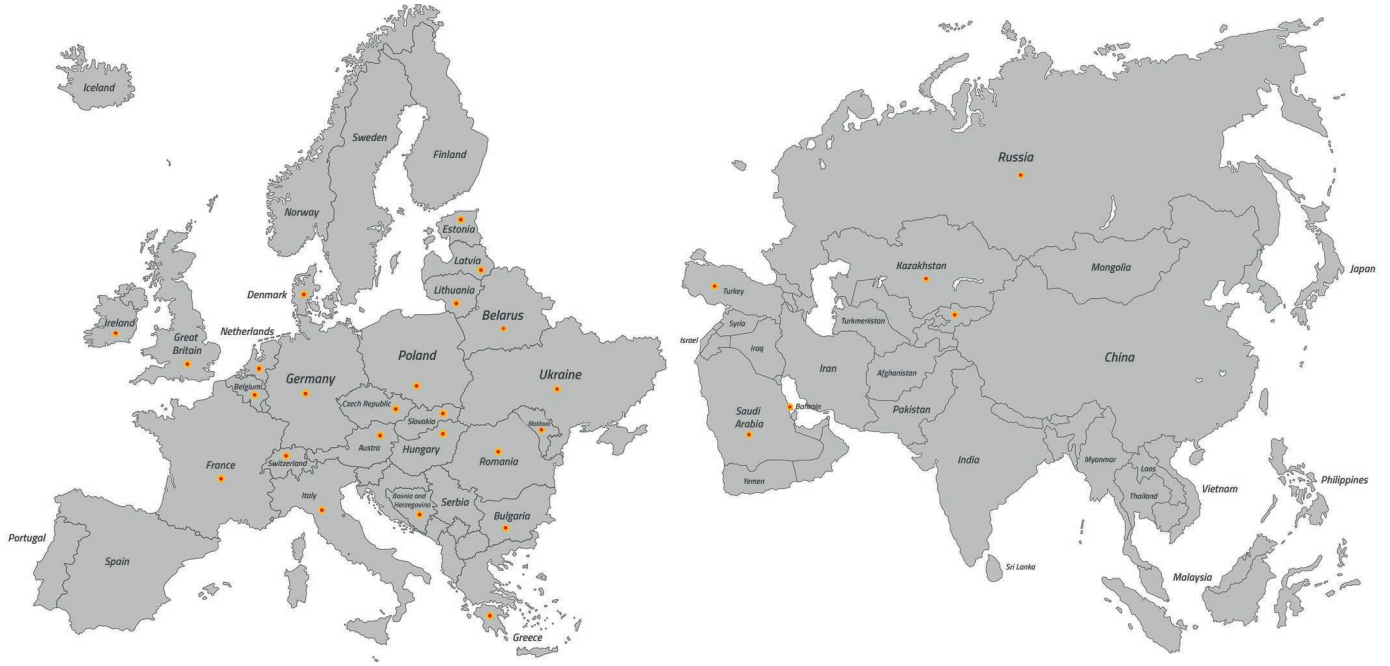 Iceland
Sweden
Finland
Norway
Estonia
Latvia
Denmark
Lithuania
Belarus
Ireland
Netherlands
Great
Britain
Poland
Germany
Ukraine
Belgium
Czech Republic
Slovakia
Moldova
Austra
Hungary
Romania
France
Switzerland
Italy
Bosnia and
Herzegovina
Serbia
Bulgaria
Portugal
Spain
Greece
Russia
Kazakhstan
Mongolia
Japan
Turkey
Turkmenistan
Syria
Israel
Iraq
Iran
Afghanistan
China
Pakistan
Bahrain
Saudi
Arabia
Yemen
India
Myanmar
Laos
Thailand
Vietnam
Philippines
Sri Lanka
Malaysia